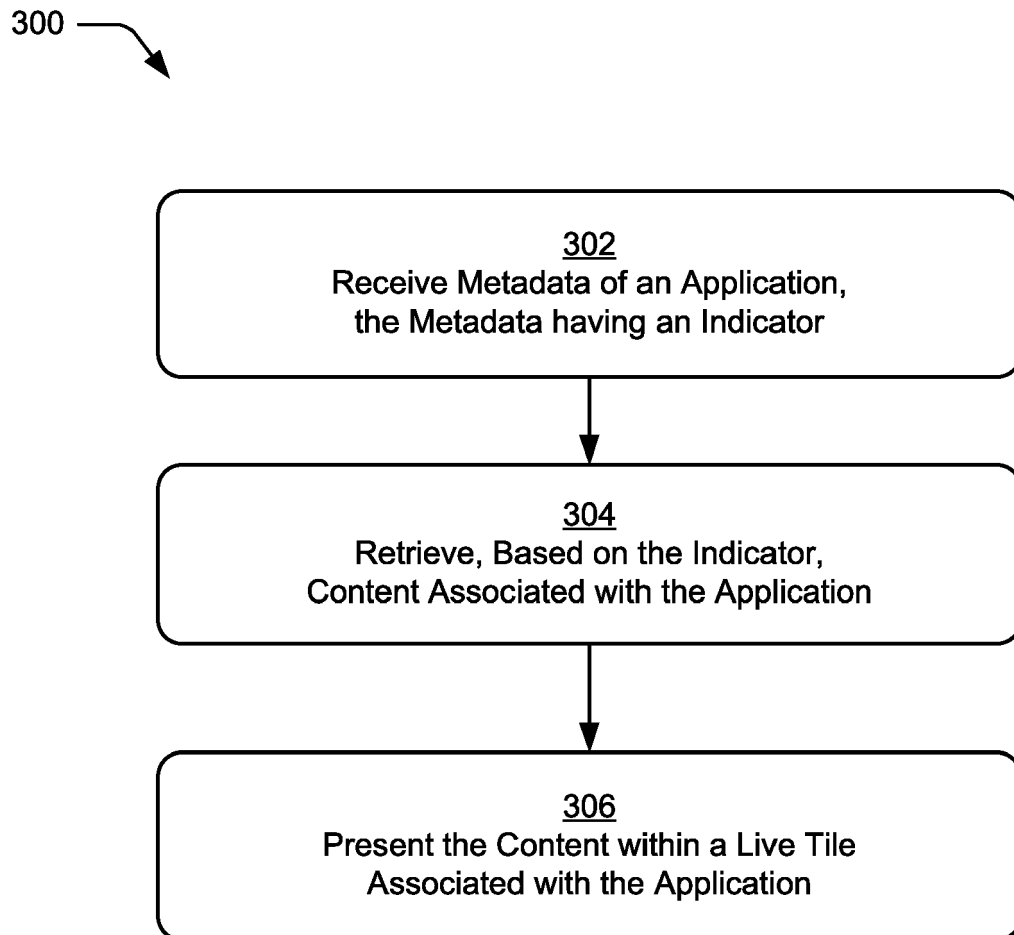 300
302
Receive Metadata of an Application,
the Metadata having an Indicator
304
Retrieve, Based on the Indicator,
Content Associated with the Application
306
Present the Content within a Live Tile
Associated with the Application